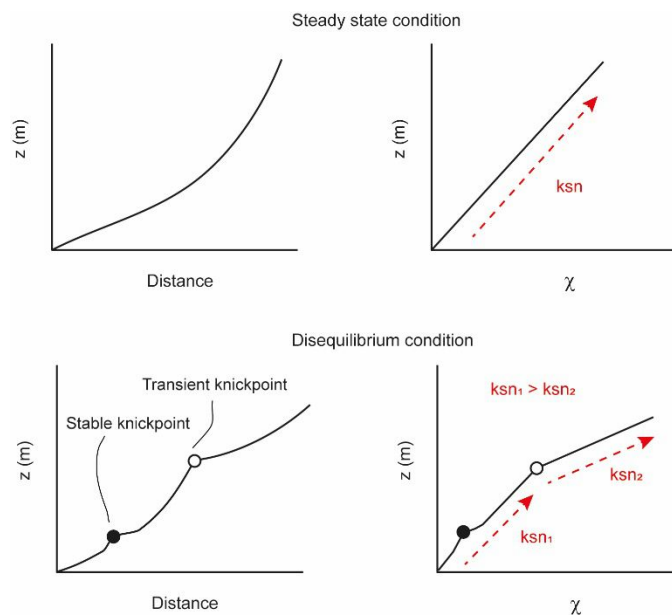 Steady state condition
z (m)
Distance
z (m)
ksn
χ
Disequilibrium condition
z (m)
Transient knickpoint
Stable knickpoint
Distance
z (m)
ksn₁ > ksn₂
ksn₂
ksn₁
χ